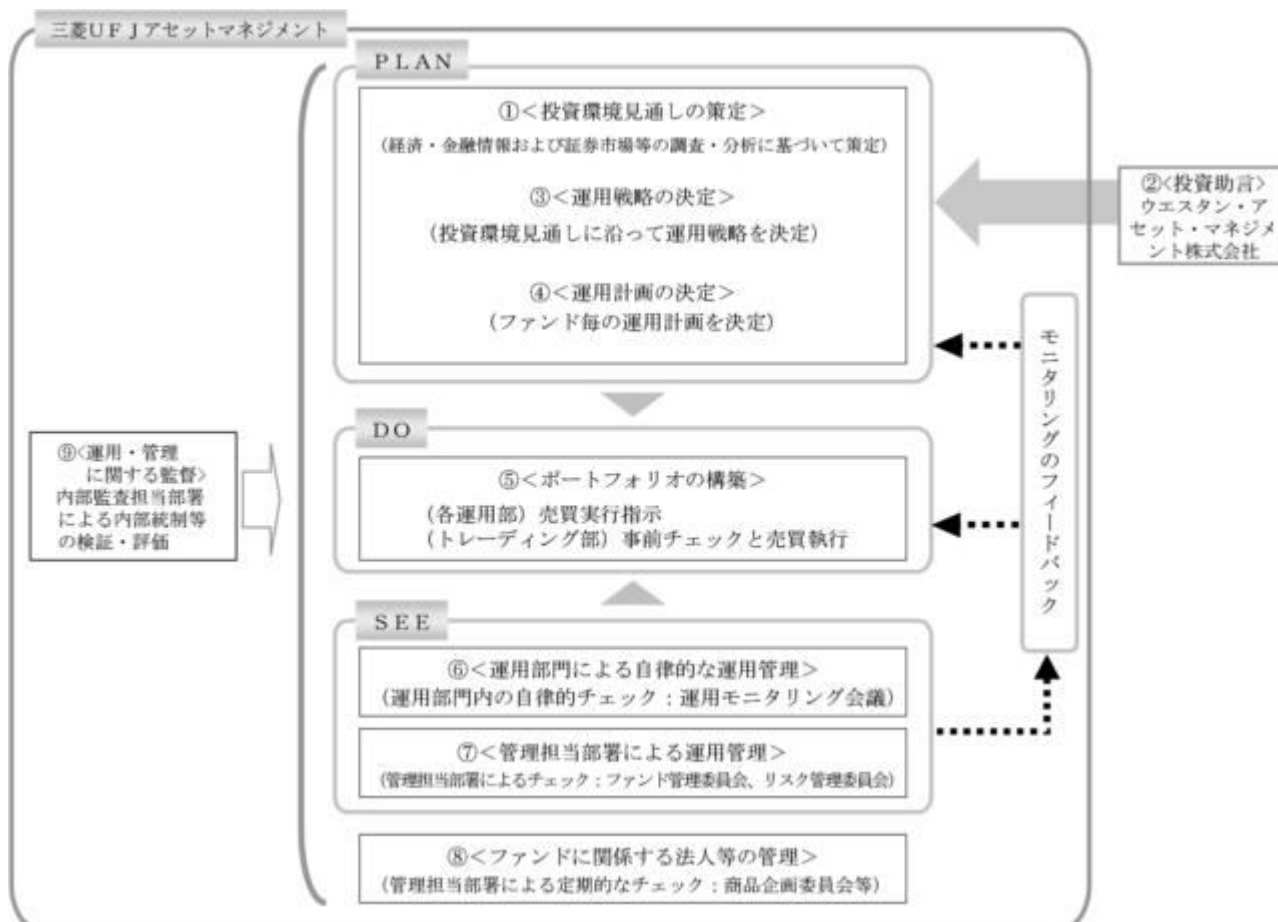 三菱UFJアセットマネジメント
PLAN
①<投資環境見通しの策定>
(経済・金融情報および証券市場等の調査・分析に基づいて策定)
③<運用戦略の決定>
(投資環境見通しに沿って運用戦略を決定)
④<運用計画の決定>
(ファンド毎の運用計画を決定)
②<投資助言>
ウエスタン・ア
セット・マネジメ
ント株式会社
モニタリングのフィードバック
DO
⑤<ポートフォリオの構築>
(各運用部)売買実行指示
(トレーディング部)事前チェックと売買執行
⑨<運用・管理
に関する監督>
内部監査担当部署
による内部統制等
の検証・評価
SEE
⑥<運用部門による自律的な運用管理>
(運用部門内の自律的チェック:運用モニタリング会議)
⑦<管理担当部署による運用管理>
(管理担当部署によるチェック:ファンド管理委員会、リスク管理委員会)
⑧<ファンドに関係する法人等の管理>
(管理担当部署による定期的なチェック:商品企画委員会等)